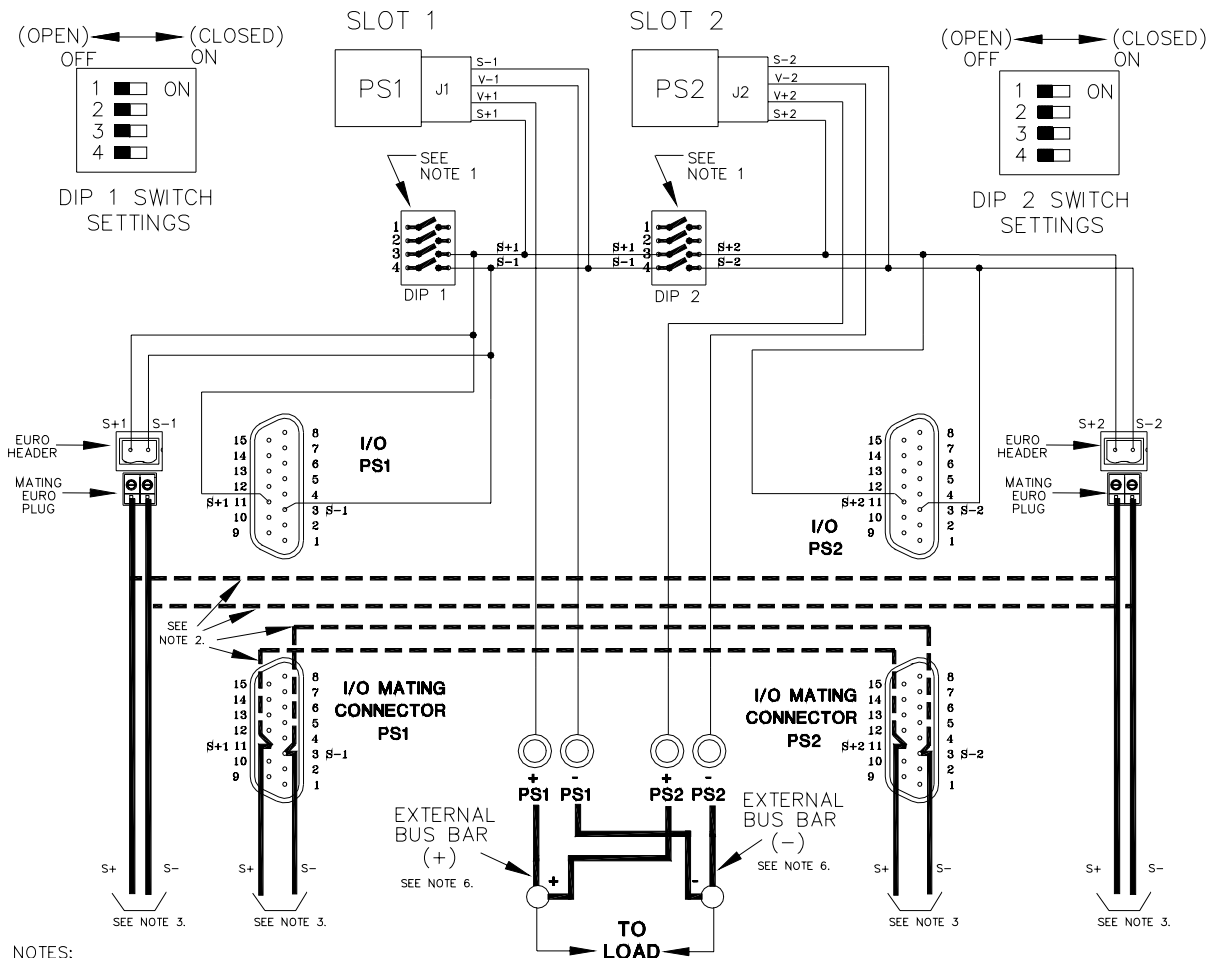 SLOT 1
SLOT 2
(OPEN) (CLOSED)
OFF ON
1 ON
2
3
4
DIP 1 SWITCH
SETTINGS
PS1
J1
S-1
V-1
V+1
S+1
PS2
J2
S-2
V-2
V+2
S+2
(OPEN) (CLOSED)
OFF ON
1 ON
2
3
4
DIP 2 SWITCH
SETTINGS
SEE
NOTE 1
SEE
NOTE 1
1
2
3
4
S+1
S-1
DIP 1
S+1
S-1
1
2
3
4
S+2
S-2
DIP 2
S+1 S-1
EURO
HEADER
MATING
EURO
PLUG
15
14
13
12
S+1 11
10
9
8
7
6
5
4
3 S-1
2
1
I/O
PS1
15
14
13
12
S+2 11
10
9
8
7
6
5
4
3 S-2
2
1
I/O
PS2
S+2 S-2
EURO
HEADER
MATING
EURO
PLUG
SEE
NOTE 2.
15
14
13
12
S+1 11
10
9
8
7
6
5
4
3 S-1
2
1
I/O MATING
CONNECTOR
PS1
I/O MATING
CONNECTOR
PS2
15
14
13
12
S+2 11
10
9
8
7
6
5
4
3 S-2
2
1
+ - + -
PS1 PS1 PS2 PS2
EXTERNAL
BUS BAR
(+)
SEE NOTE 6.
EXTERNAL
BUS BAR
(-)
SEE NOTE 6.
+ -
S+ S-
SEE NOTE 3.
S+ S-
SEE NOTE 3.
TO
LOAD
S+ S-
SEE NOTE 3
S+ S-
SEE NOTE 3.
NOTES: